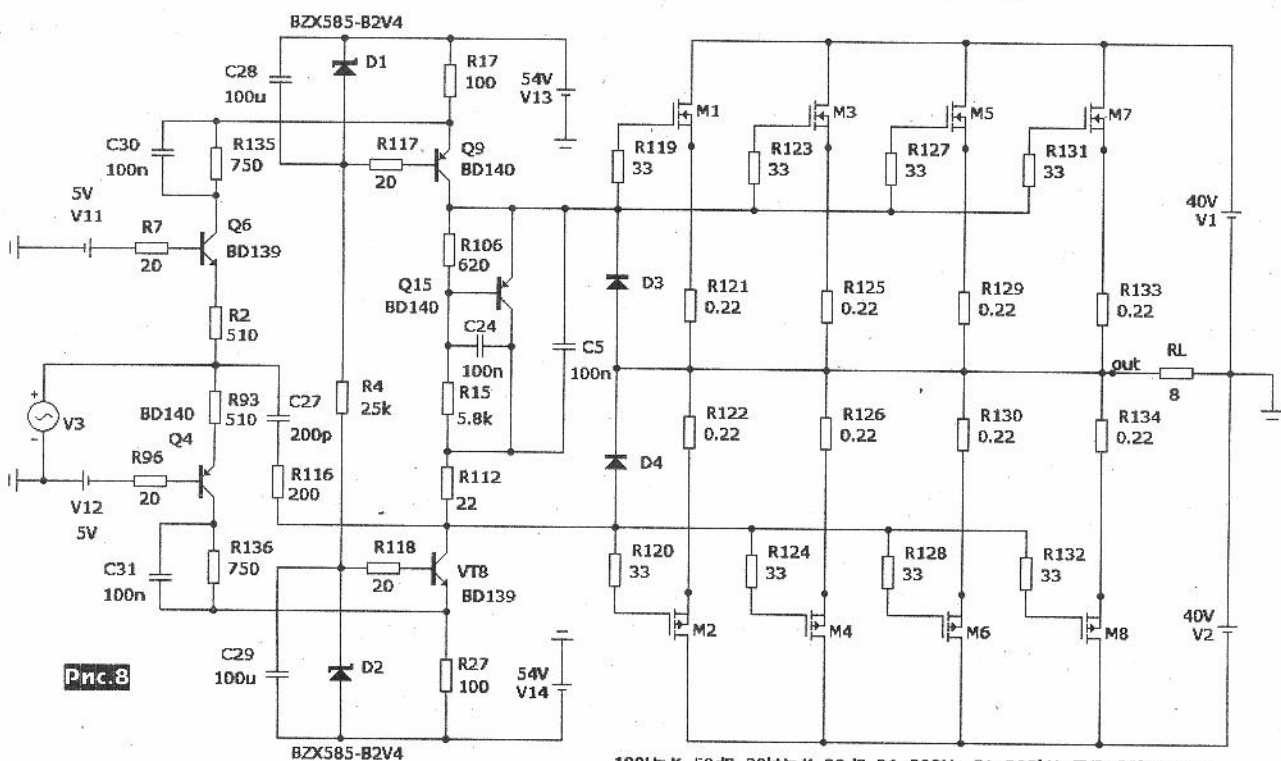 BZX585-B2V4
C28
100u
D1
R17
100
54V
V13
C30
100n
R135
750
R117
20
Q9
BD140
5V
V11
R7
20
Q6
BD139
R2
510
R106
620
Q15
BD140
C24
100n
C5
100n
R15
5.8k
R4
25k
R112
22
V3
BD140
Q4
R93
510
C27
200p
R116
200
R96
20
V12
5V
C31
100n
R136
750
R118
20
VT8
BD139
C29
100u
D2
R27
100
54V
V14
BZX585-B2V4
Рис.8
M1
M3
M5
M7
R119
33
R123
33
R127
33
R131
33
40V
V1
D3
R121
0.22
R125
0.22
R129
0.22
R133
0.22
out
RL
8
D4
R122
0.22
R126
0.22
R130
0.22
R134
0.22
R120
33
R124
33
R128
33
R132
33
M2
M4
M6
M8
40V
V2